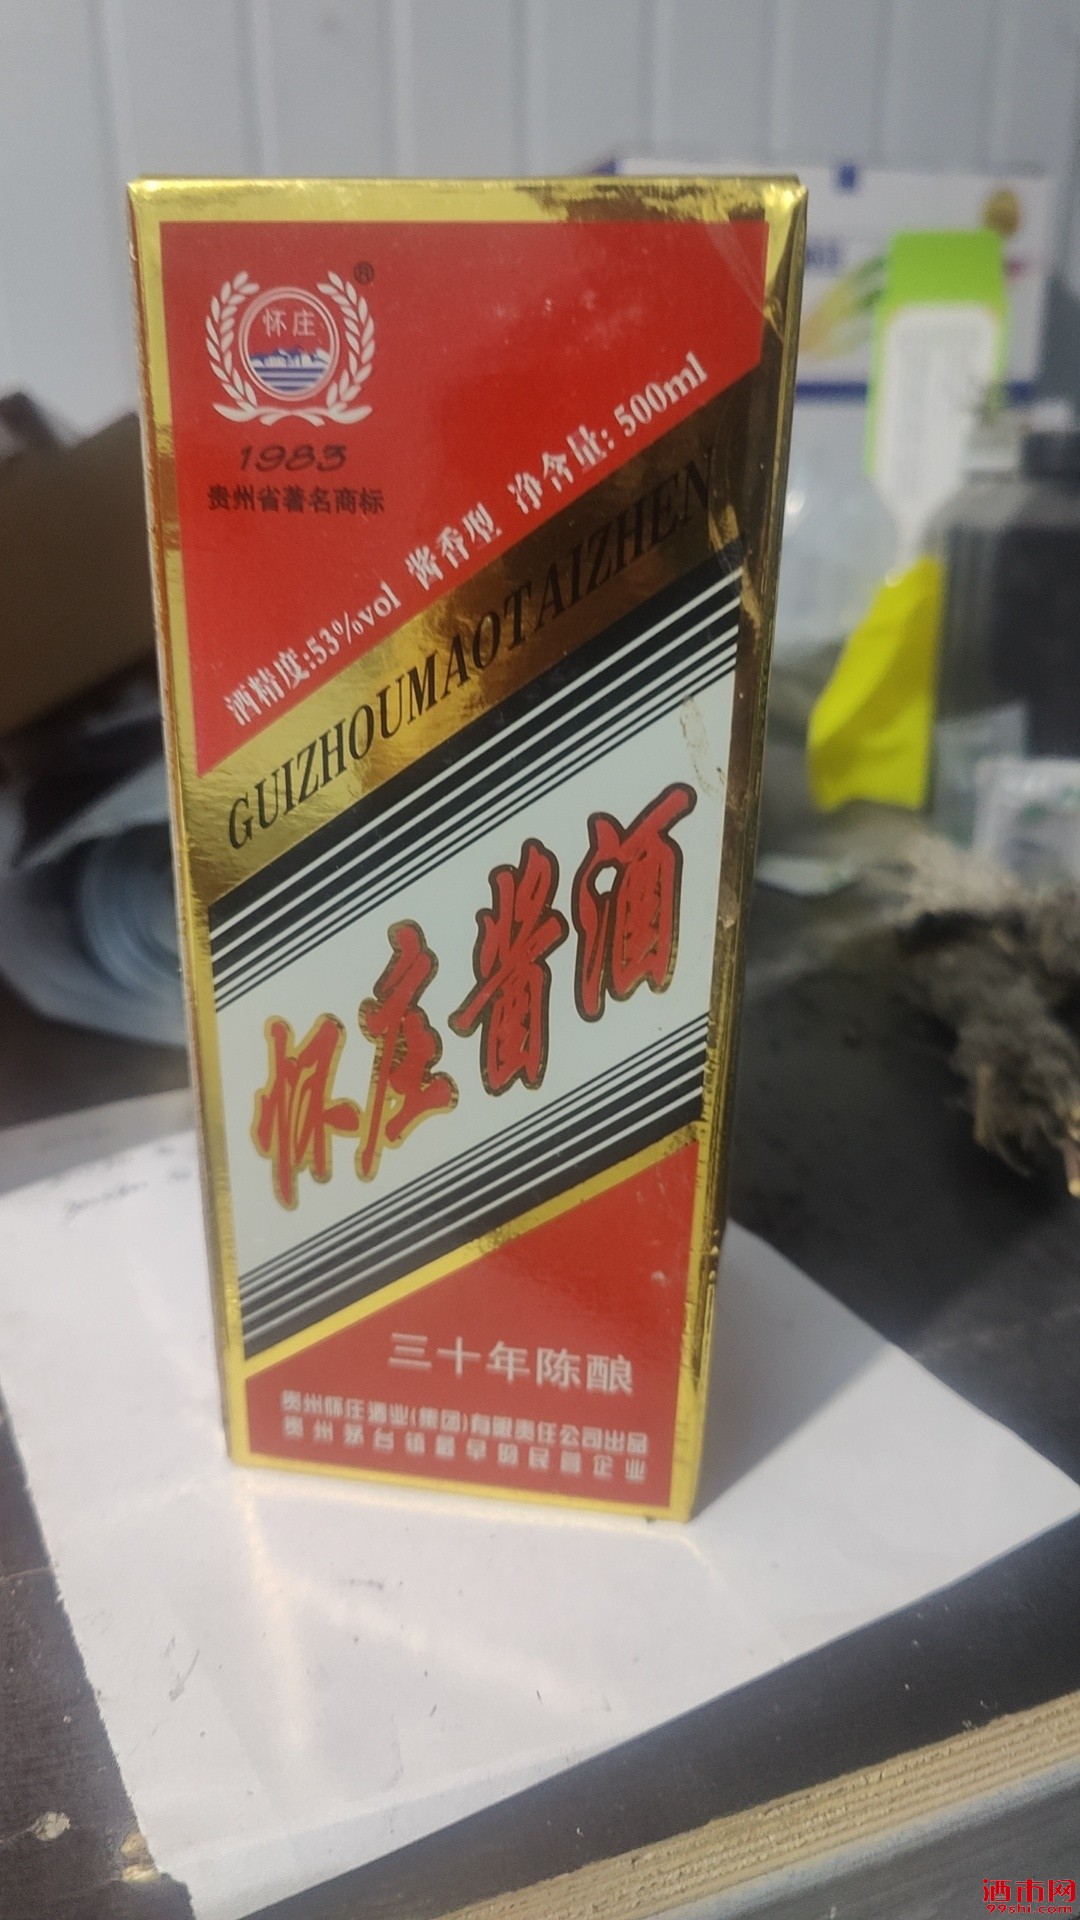 怀庄
®
1983
贵州省著名商标
酒精度:53%vol 酱香型 净含量: 500ml
GUIZHOUMAOTAIZHEN
怀庄酱酒
三十年陈酿
贵州怀庄酒业(集团)有限责任公司出品
贵州茅台镇最早的民营企业
酒市网
99shi.com